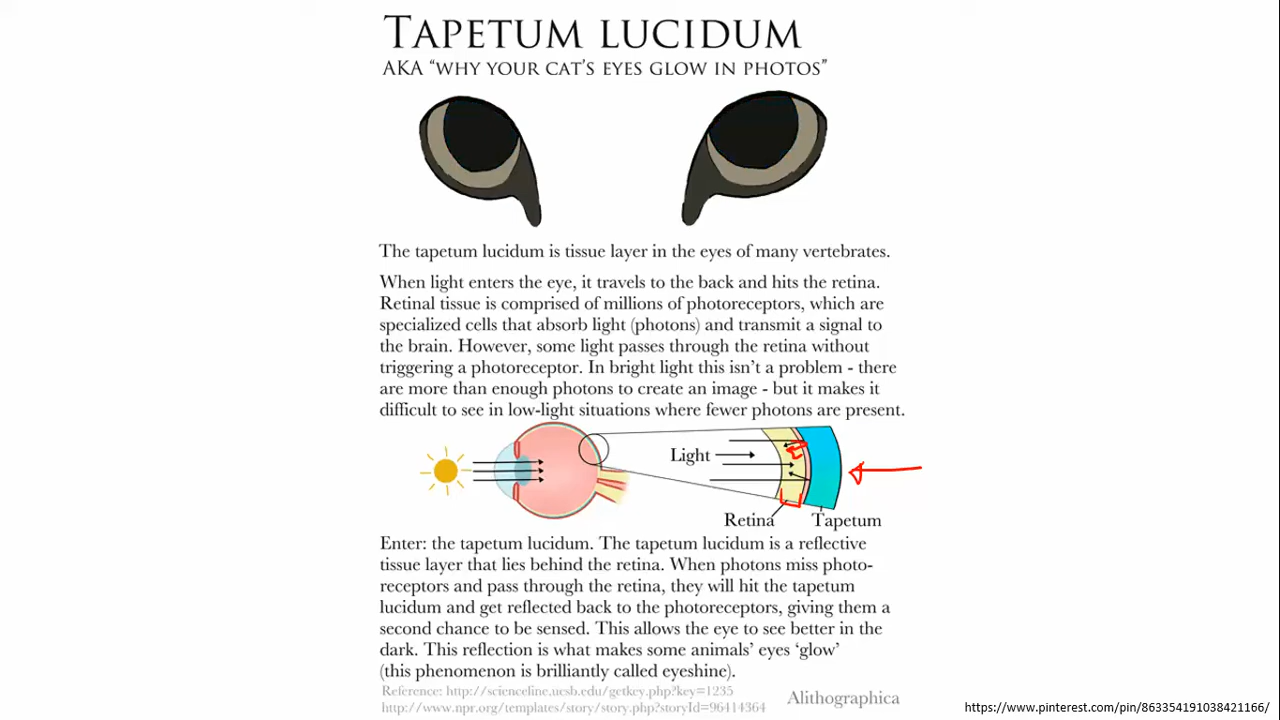 TAPETUM LUCIDUM
AKA “WHY YOUR CAT’S EYES GLOW IN PHOTOS”
The tapetum lucidum is tissue layer in the eyes of many vertebrates.
When light enters the eye, it travels to the back and hits the retina.
Retinal tissue is comprised of millions of photoreceptors, which are
specialized cells that absorb light (photons) and transmit a signal to
the brain. However, some light passes through the retina without
triggering a photoreceptor. In bright light this isn’t a problem - there
are more than enough photons to create an image - but it makes it
difficult to see in low-light situations where fewer photons are present.
Light
Retina
Tapetum
Enter: the tapetum lucidum. The tapetum lucidum is a reflective
tissue layer that lies behind the retina. When photons miss photo-
receptors and pass through the retina, they will hit the tapetum
lucidum and get reflected back to the photoreceptors, giving them a
second chance to be sensed. This allows the eye to see better in the
dark. This reflection is what makes some animals’ eyes ‘glow’
(this phenomenon is brilliantly called eyeshine).
Reference: http://scienceline.ucsb.edu/getkey.php?key=1235
http://www.npr.org/templates/story/story.php?storyId=96414364
Alithographica
https://www.pinterest.com/pin/863354191038421166/